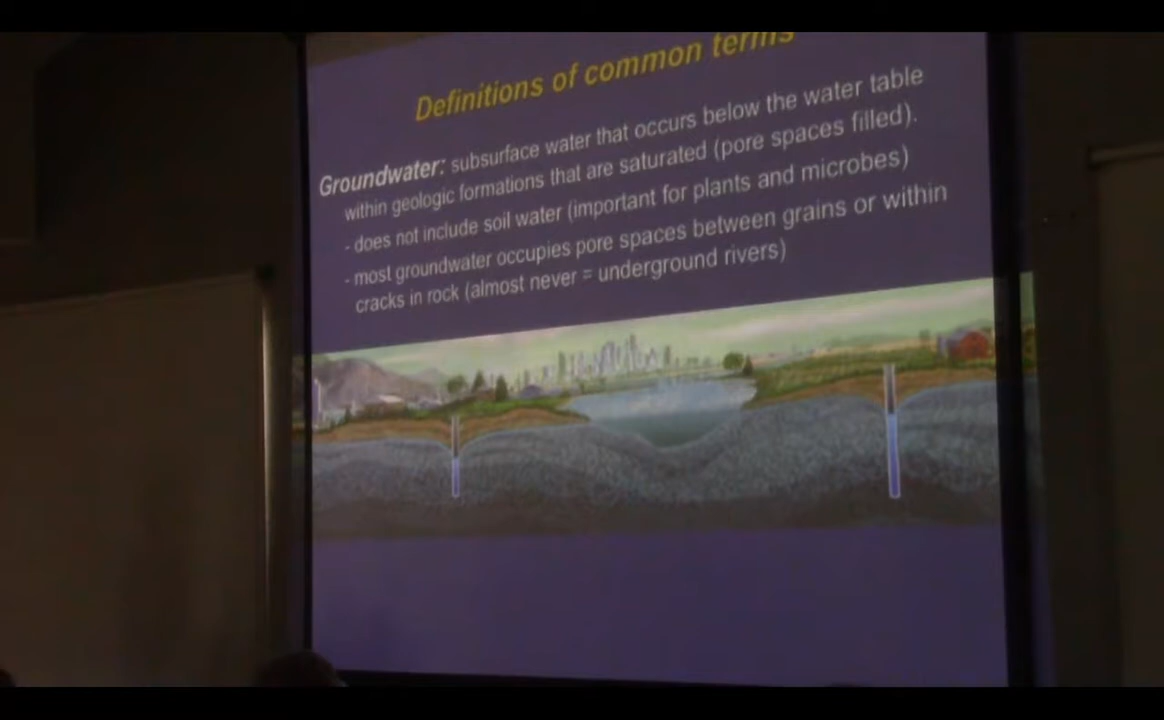 Definitions of common terms
Groundwater: subsurface water that occurs below the water table
within geologic formations that are saturated (pore spaces filled).
- does not include soil water (important for plants and microbes)
- most groundwater occupies pore spaces between grains or within
cracks in rock (almost never = underground rivers)